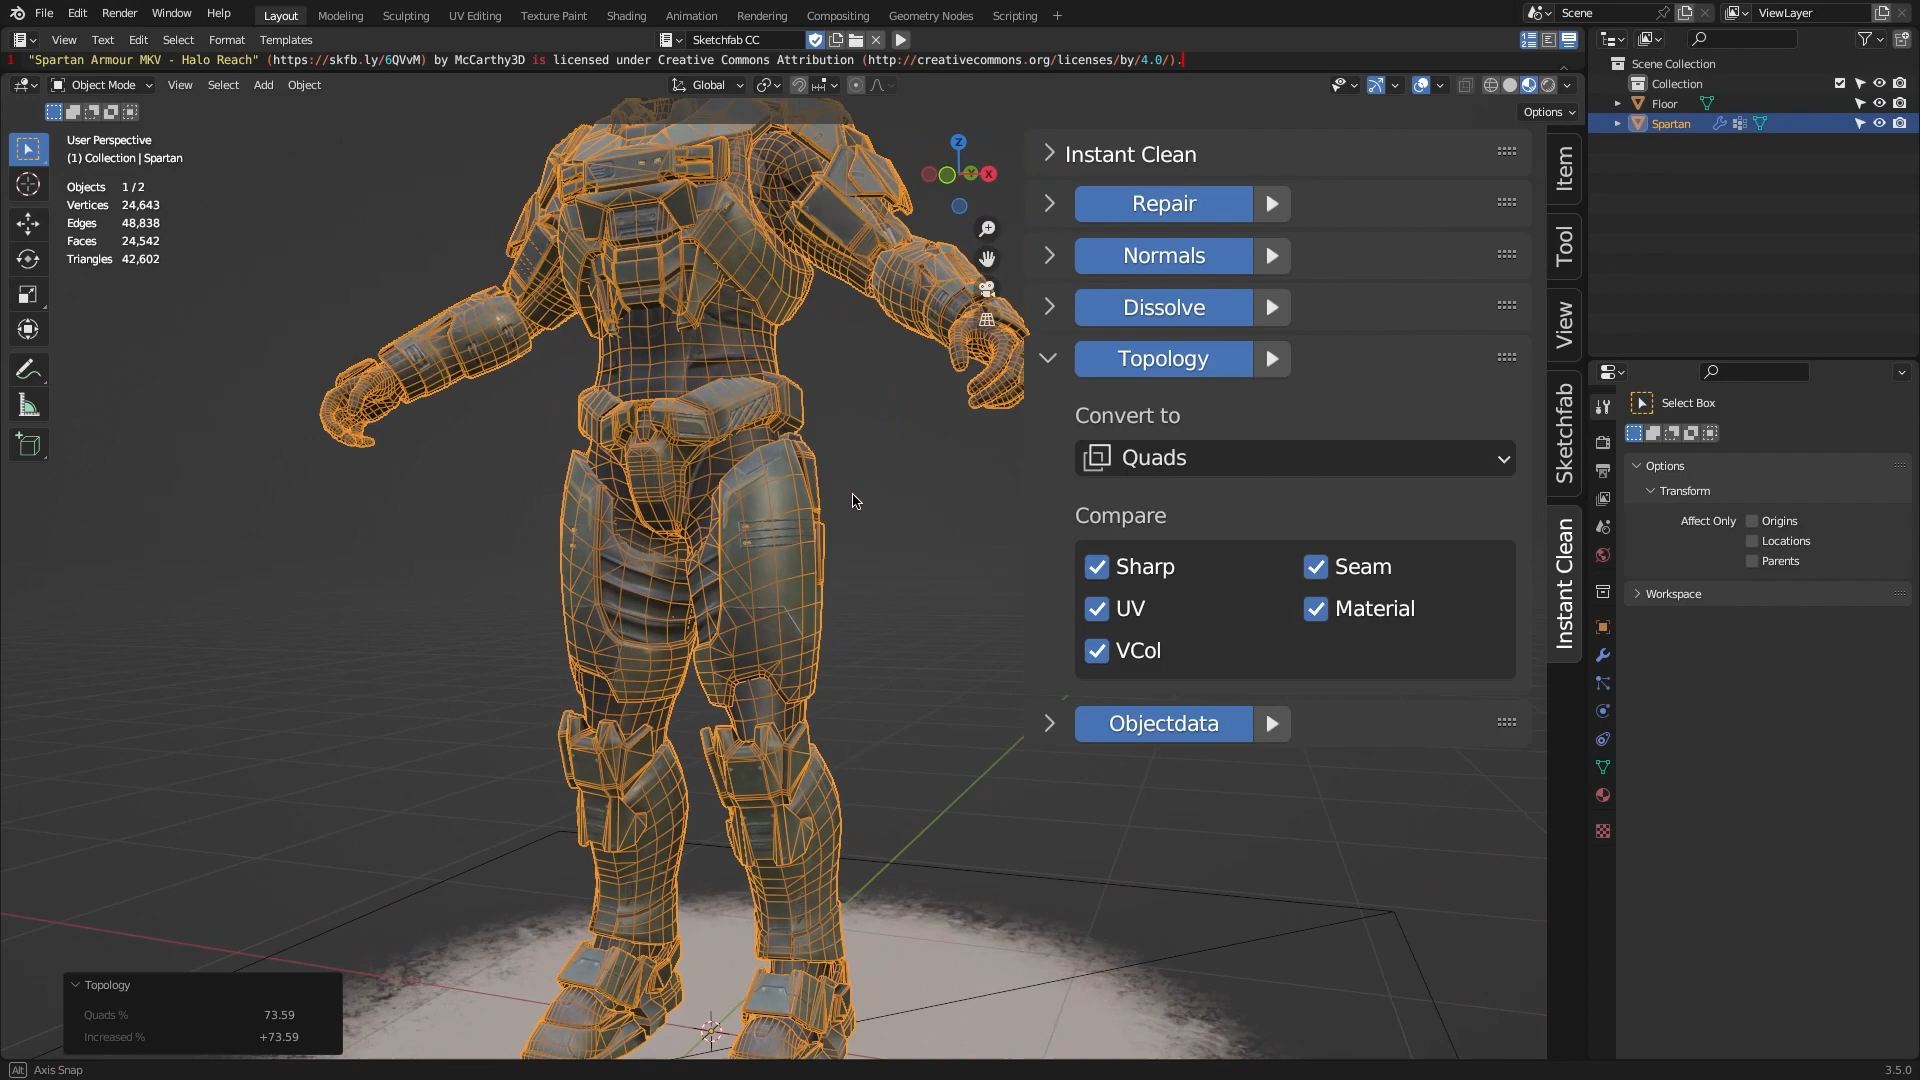 File Edit Render Window Help Layout Modeling Sculpting UV Editing Texture Paint Shading Animation Rendering Compositing Geometry Nodes Scripting + Scene ViewLayer
View Text Edit Select Format Templates Sketchfab CC
1 "Spartan Armour MKV - Halo Reach" (https://skfb.ly/6QVvM) by McCarthy3D is licensed under Creative Commons Attribution (http://creativecommons.org/licenses/by/4.0/).
Object Mode View Select Add Object Global
Options
User Perspective
(1) Collection | Spartan
Objects 1 / 2
Vertices 24,643
Edges 48,838
Faces 24,542
Triangles 42,602
Z
Y
X
Instant Clean
Repair
Normals
Dissolve
Topology
Convert to
Quads
Compare
Sharp Seam
UV Material
VCol
Objectdata
Item
Tool
View
Sketchfab
Instant Clean
Scene Collection
Collection
Floor
Spartan
Select Box
Options
Transform
Affect Only Origins
Locations
Parents
Workspace
Topology
Quads % 73.59
Increased % +73.59
Alt Axis Snap
3.5.0